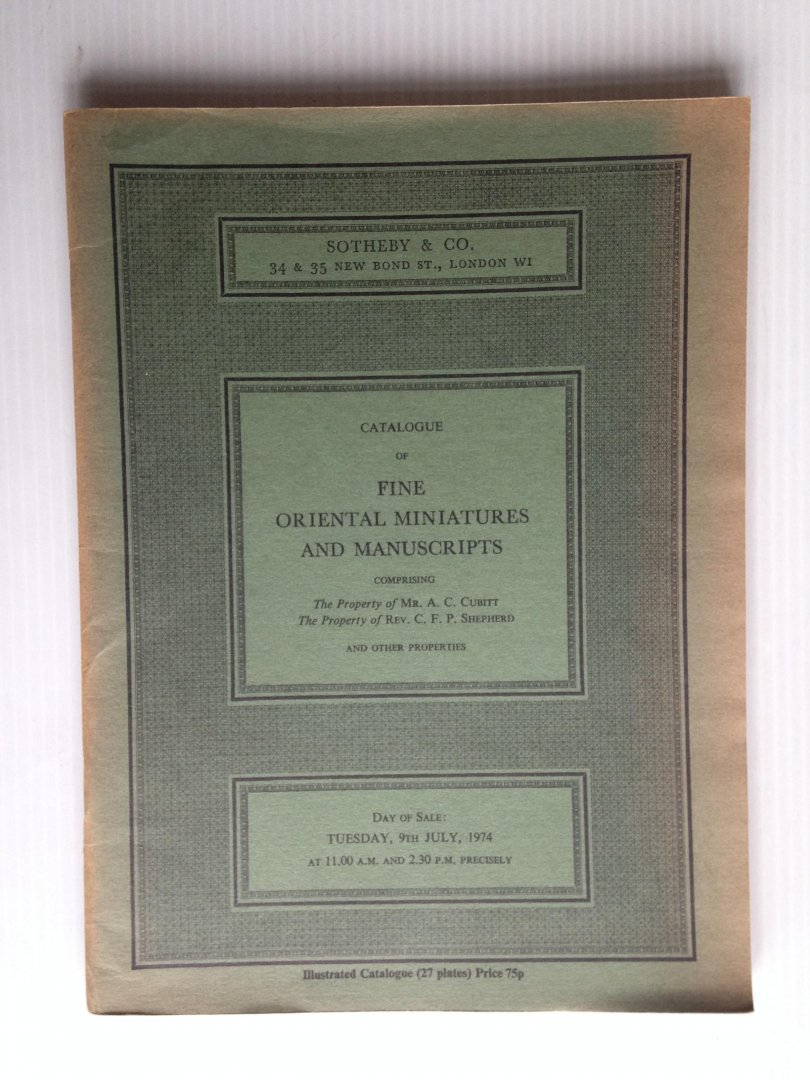 SOTHEBY & CO.
34 & 35 NEW BOND ST., LONDON W1
CATALOGUE
OF
FINE
ORIENTAL MINIATURES
AND MANUSCRIPTS
COMPRISING
The Property of MR. A. C. CUBITT
The Property of REV. C. F. P. SHEPHERD
AND OTHER PROPERTIES
DAY OF SALE:
TUESDAY, 9TH JULY, 1974
AT 11.00 A.M. AND 2.30 P.M. PRECISELY
Illustrated Catalogue (27 plates) Price 75p